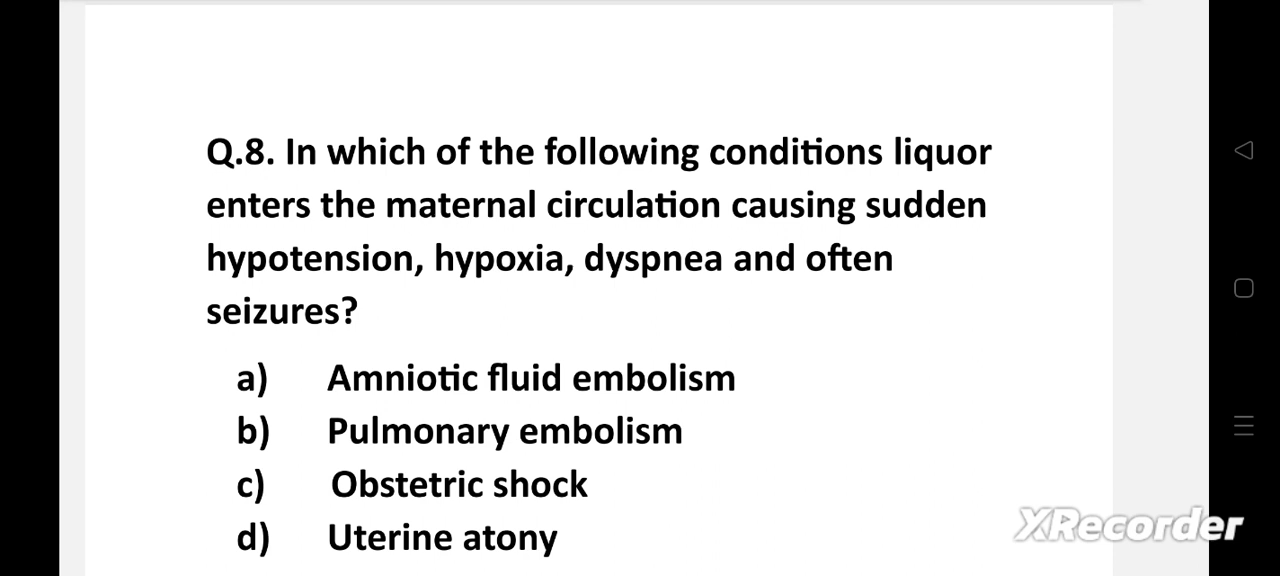 Q.8. In which of the following conditions liquor
enters the maternal circulation causing sudden
hypotension, hypoxia, dyspnea and often
seizures?
a) Amniotic fluid embolism
b) Pulmonary embolism
c) Obstetric shock
d) Uterine atony
XRecorder